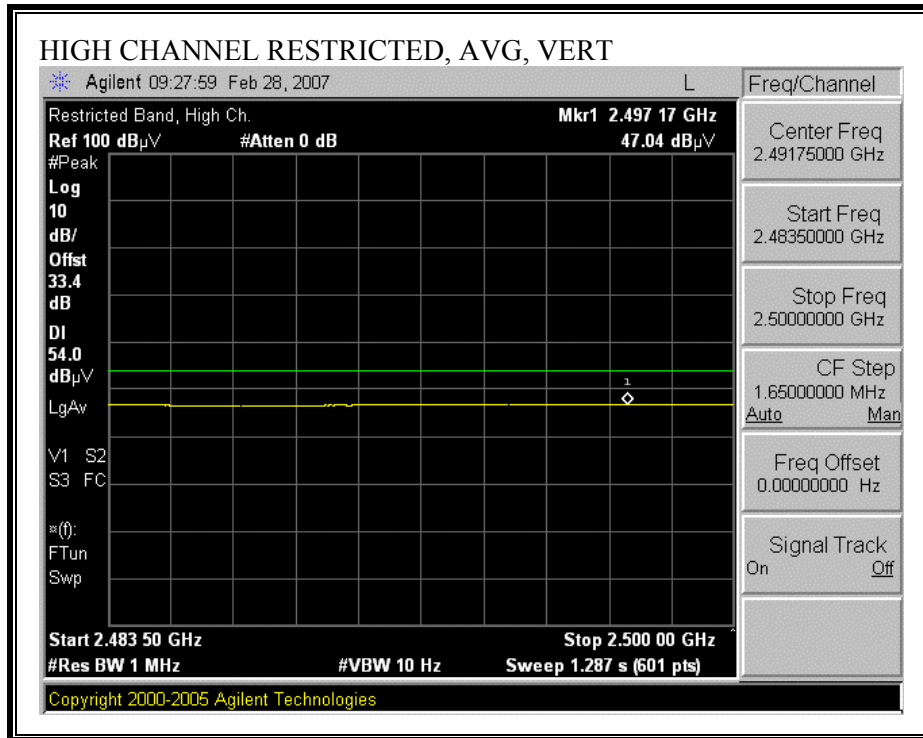 HIGH CHANNEL RESTRICTED, AVG, VERT
Agilent 09:27:59 Feb 28, 2007 L
Restricted Band, High Ch. Mkr1 2.497 17 GHz
Ref 100 dBµV #Atten 0 dB 47.04 dBµV
#Peak
Log
10
dB/
Offst
33.4
dB
DI
54.0
dBµV
LgAv
V1 S2
S3 FC
¤(f):
FTun
Swp
1
Start 2.483 50 GHz Stop 2.500 00 GHz ^
#Res BW 1 MHz #VBW 10 Hz Sweep 1.287 s (601 pts)
Copyright 2000-2005 Agilent Technologies
Freq/Channel
Center Freq
2.49175000 GHz
Start Freq
2.48350000 GHz
Stop Freq
2.50000000 GHz
CF Step
1.65000000 MHz
Auto Man
Freq Offset
0.00000000 Hz
Signal Track
On Off